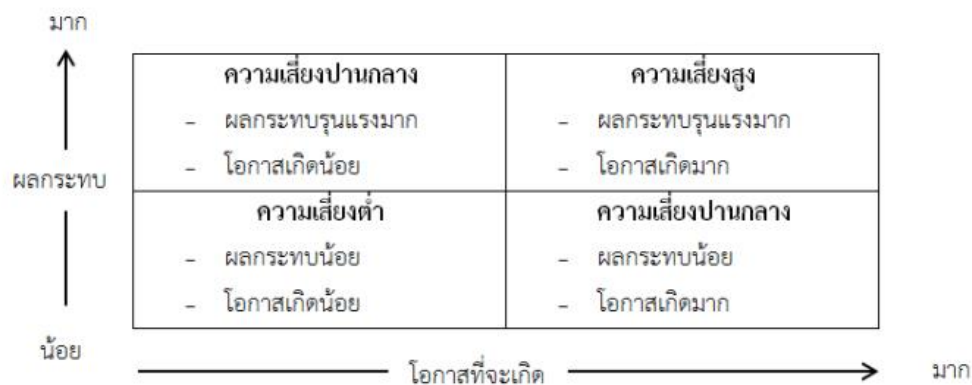 มาก
ความเสี่ยงปานกลาง
- ผลกระทบรุนแรงมาก
- โอกาสเกิดน้อย
ความเสี่ยงสูง
- ผลกระทบรุนแรงมาก
- โอกาสเกิดมาก
ผลกระทบ
ความเสี่ยงต่ำ
- ผลกระทบน้อย
- โอกาสเกิดน้อย
ความเสี่ยงปานกลาง
- ผลกระทบน้อย
- โอกาสเกิดมาก
น้อย
โอกาสที่จะเกิด
มาก